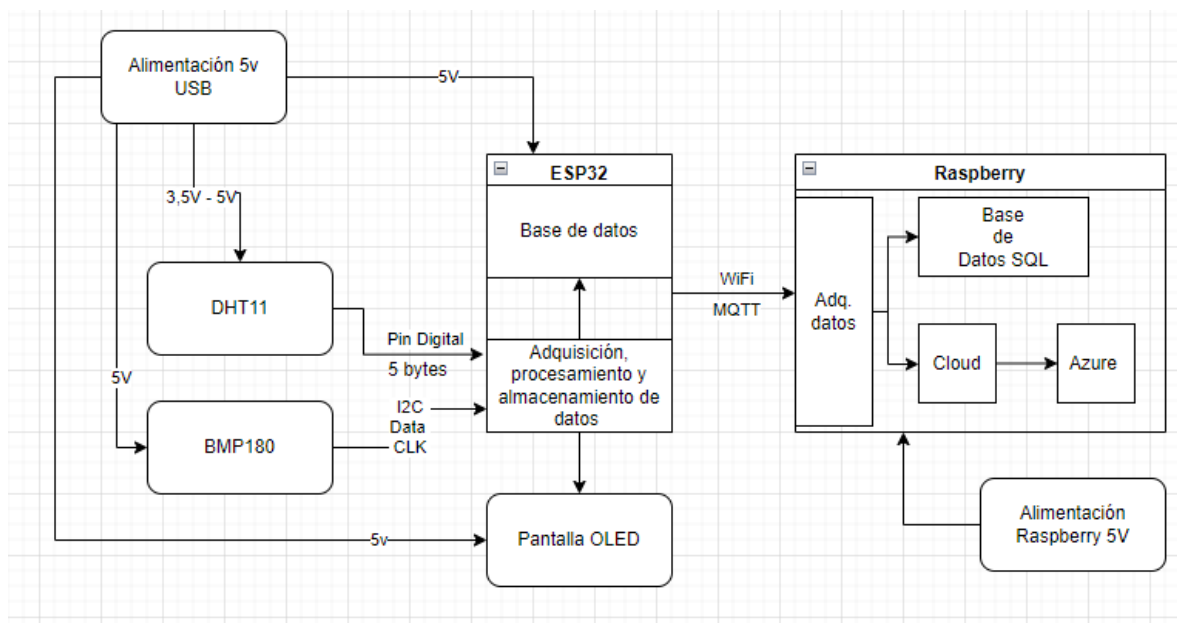 Alimentación 5v
USB
5V
3,5V - 5V
ESP32
Raspberry
Base de datos
Base
de
Datos SQL
WiFi
MQTT
Adq.
datos
DHT11
Pin Digital
5 bytes
Adquisición,
procesamiento y
almacenamiento de
datos
Cloud
Azure
5V
I2C
Data
CLK
BMP180
Alimentación
Raspberry 5V
5v
Pantalla OLED